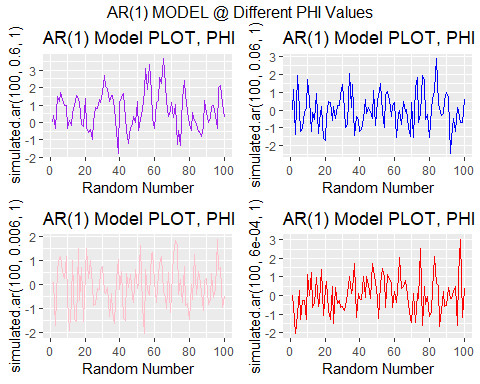 AR(1) MODEL @ Different PHI Values
AR(1) Model PLOT, PHI
simulated.ar(100, 0.6, 1)
3
2
1
0
-1
-2
0 20 40 60 80 100
Random Number
AR(1) Model PLOT, PHI
simulated.ar(100, 0.06, 1)
3
2
1
0
-1
-2
0 20 40 60 80 100
Random Number
AR(1) Model PLOT, PHI
simulated.ar(100, 0.006, 1)
2
1
0
-1
-2
0 20 40 60 80 100
Random Number
AR(1) Model PLOT, PHI
simulated.ar(100, 6e-04, 1)
3
2
1
0
-1
-2
0 20 40 60 80 100
Random Number